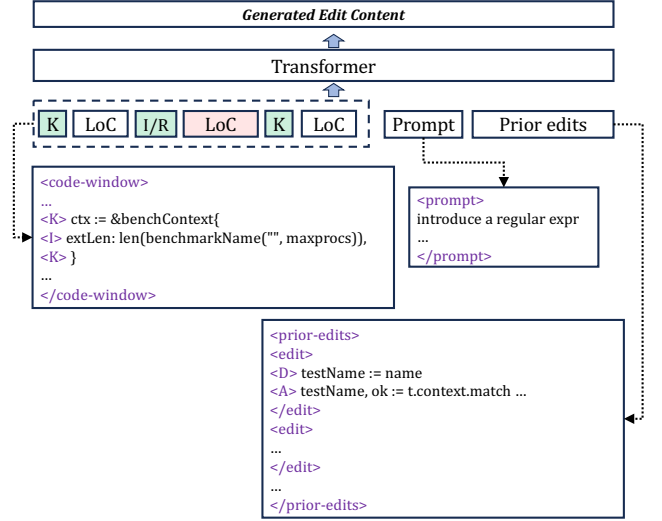 Generated Edit Content
Transformer
K LoC I/R LoC K LoC Prompt Prior edits
<code-window>
...
<K> ctx := &benchContext{
<I> extLen: len(benchmarkName("", maxprocs)),
<K> }
...
</code-window>
<prompt>
introduce a regular expr
...
</prompt>
<prior-edits>
<edit>
<D> testName := name
<A> testName, ok := t.context.match ...
</edit>
<edit>
...
</edit>
...
</prior-edits>